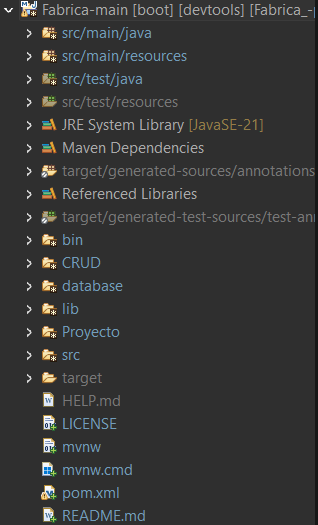 Fabrica-main [boot] [devtools] [Fabrica_-
src/main/java
src/main/resources
src/test/java
src/test/resources
JRE System Library [JavaSE-21]
Maven Dependencies
target/generated-sources/annotations
Referenced Libraries
target/generated-test-sources/test-an
bin
CRUD
database
lib
Proyecto
src
target
HELP.md
LICENSE
mvnw
mvnw.cmd
pom.xml
README.md